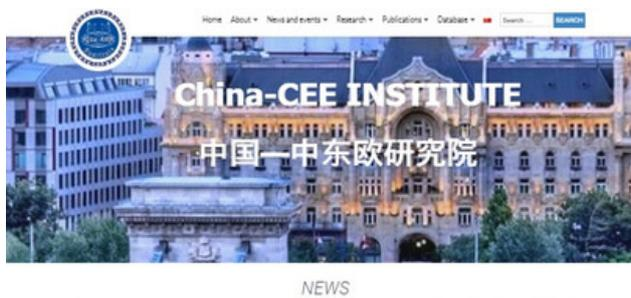 Home About News and events Research Publications Database Search ... SEARCH
China-CEE INSTITUTE
中国—中东欧研究院
NEWS